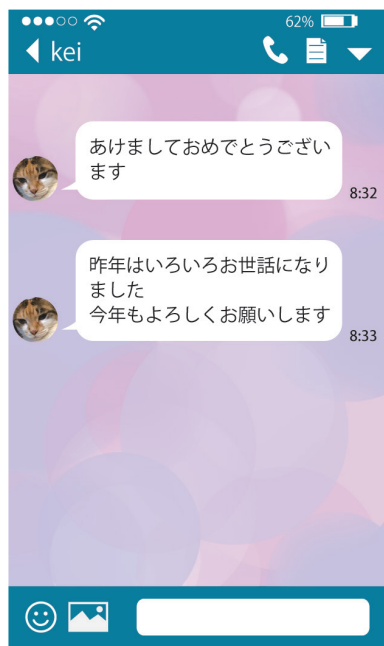 62%
kei
あけましておめでとうござい
ます
8:32
昨年はいろいろお世話になり
ました
今年もよろしくお願いします
8:33